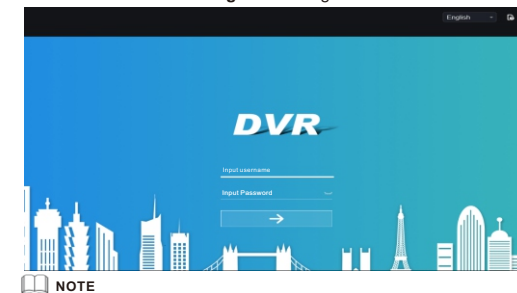 English
DVR
Input username
Input Password
NOTE